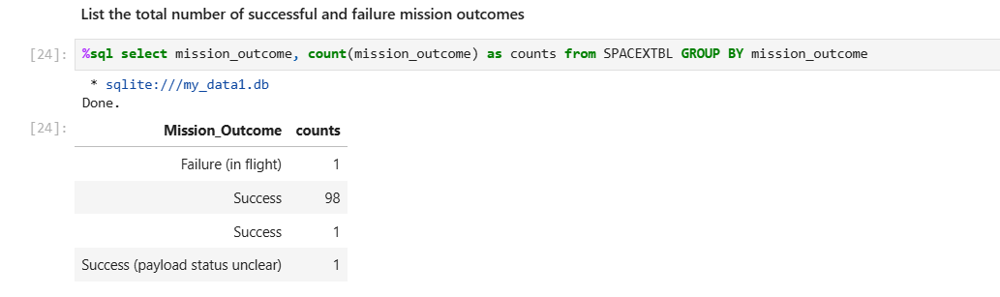 List the total number of successful and failure mission outcomes
[24]: %sql select mission_outcome, count(mission_outcome) as counts from SPACEXTBL GROUP BY mission_outcome
* sqlite:///my_data1.db
Done.
[24]: Mission_Outcome counts
Failure (in flight) 1
Success 98
Success 1
Success (payload status unclear) 1